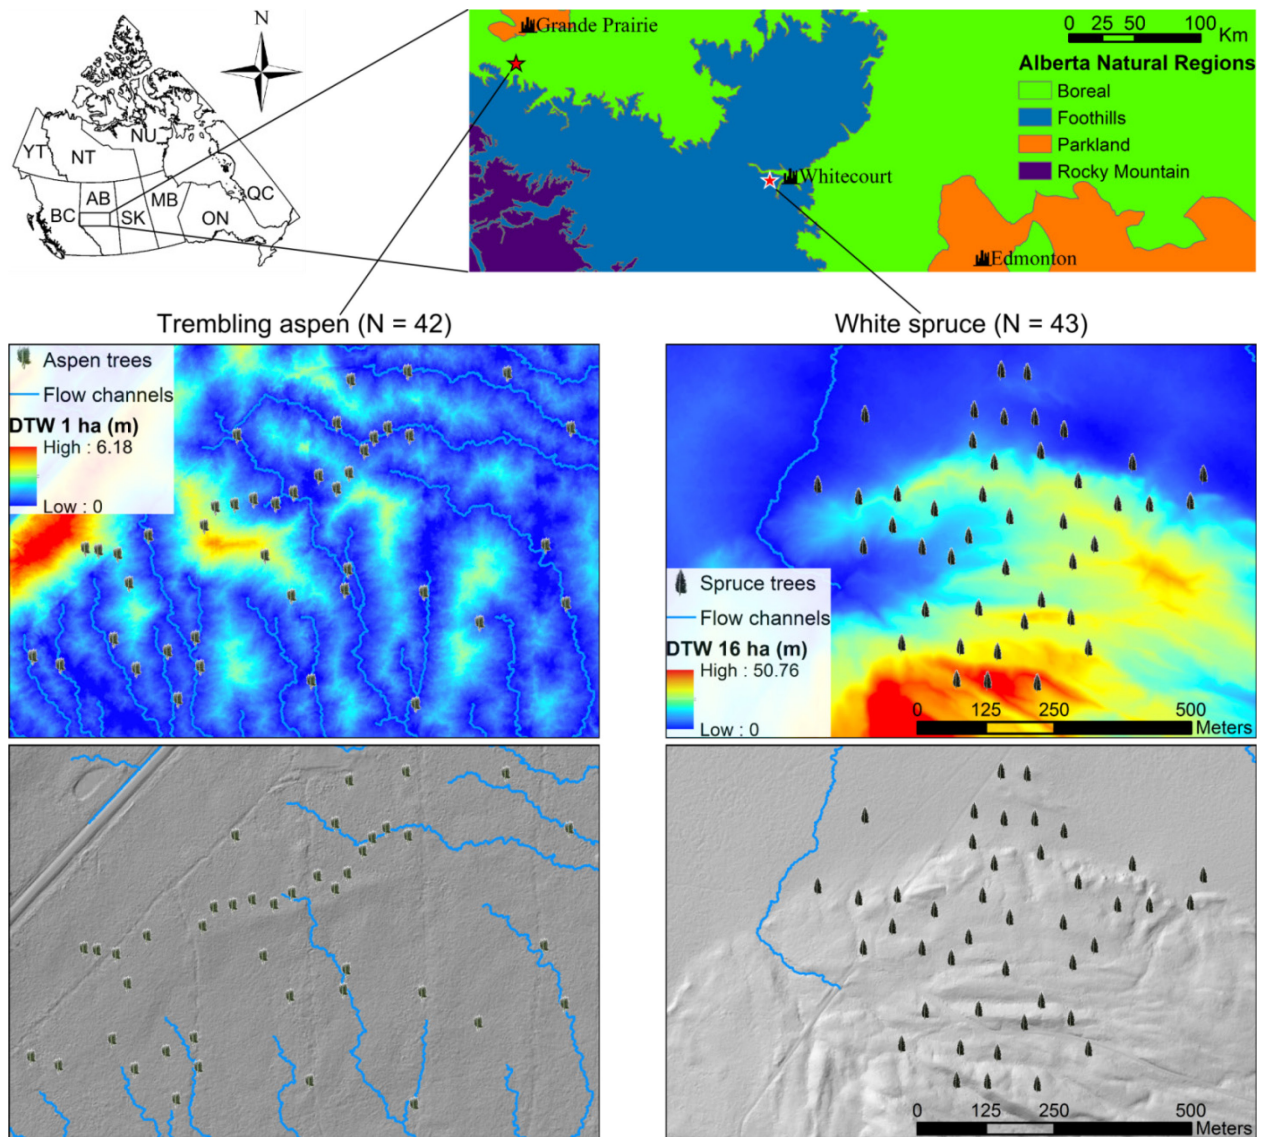 N
YT
NT
NU
BC
AB
SK
MB
ON
QC
Grande Prairie
Whitecourt
Edmonton
0 25 50 100
Km
Alberta Natural Regions
Boreal
Foothills
Parkland
Rocky Mountain
Trembling aspen (N = 42)
White spruce (N = 43)
Aspen trees
Flow channels
DTW 1 ha (m)
High : 6.18
Low : 0
Spruce trees
Flow channels
DTW 16 ha (m)
High : 50.76
Low : 0
0 125 250 500
Meters
0 125 250 500
Meters